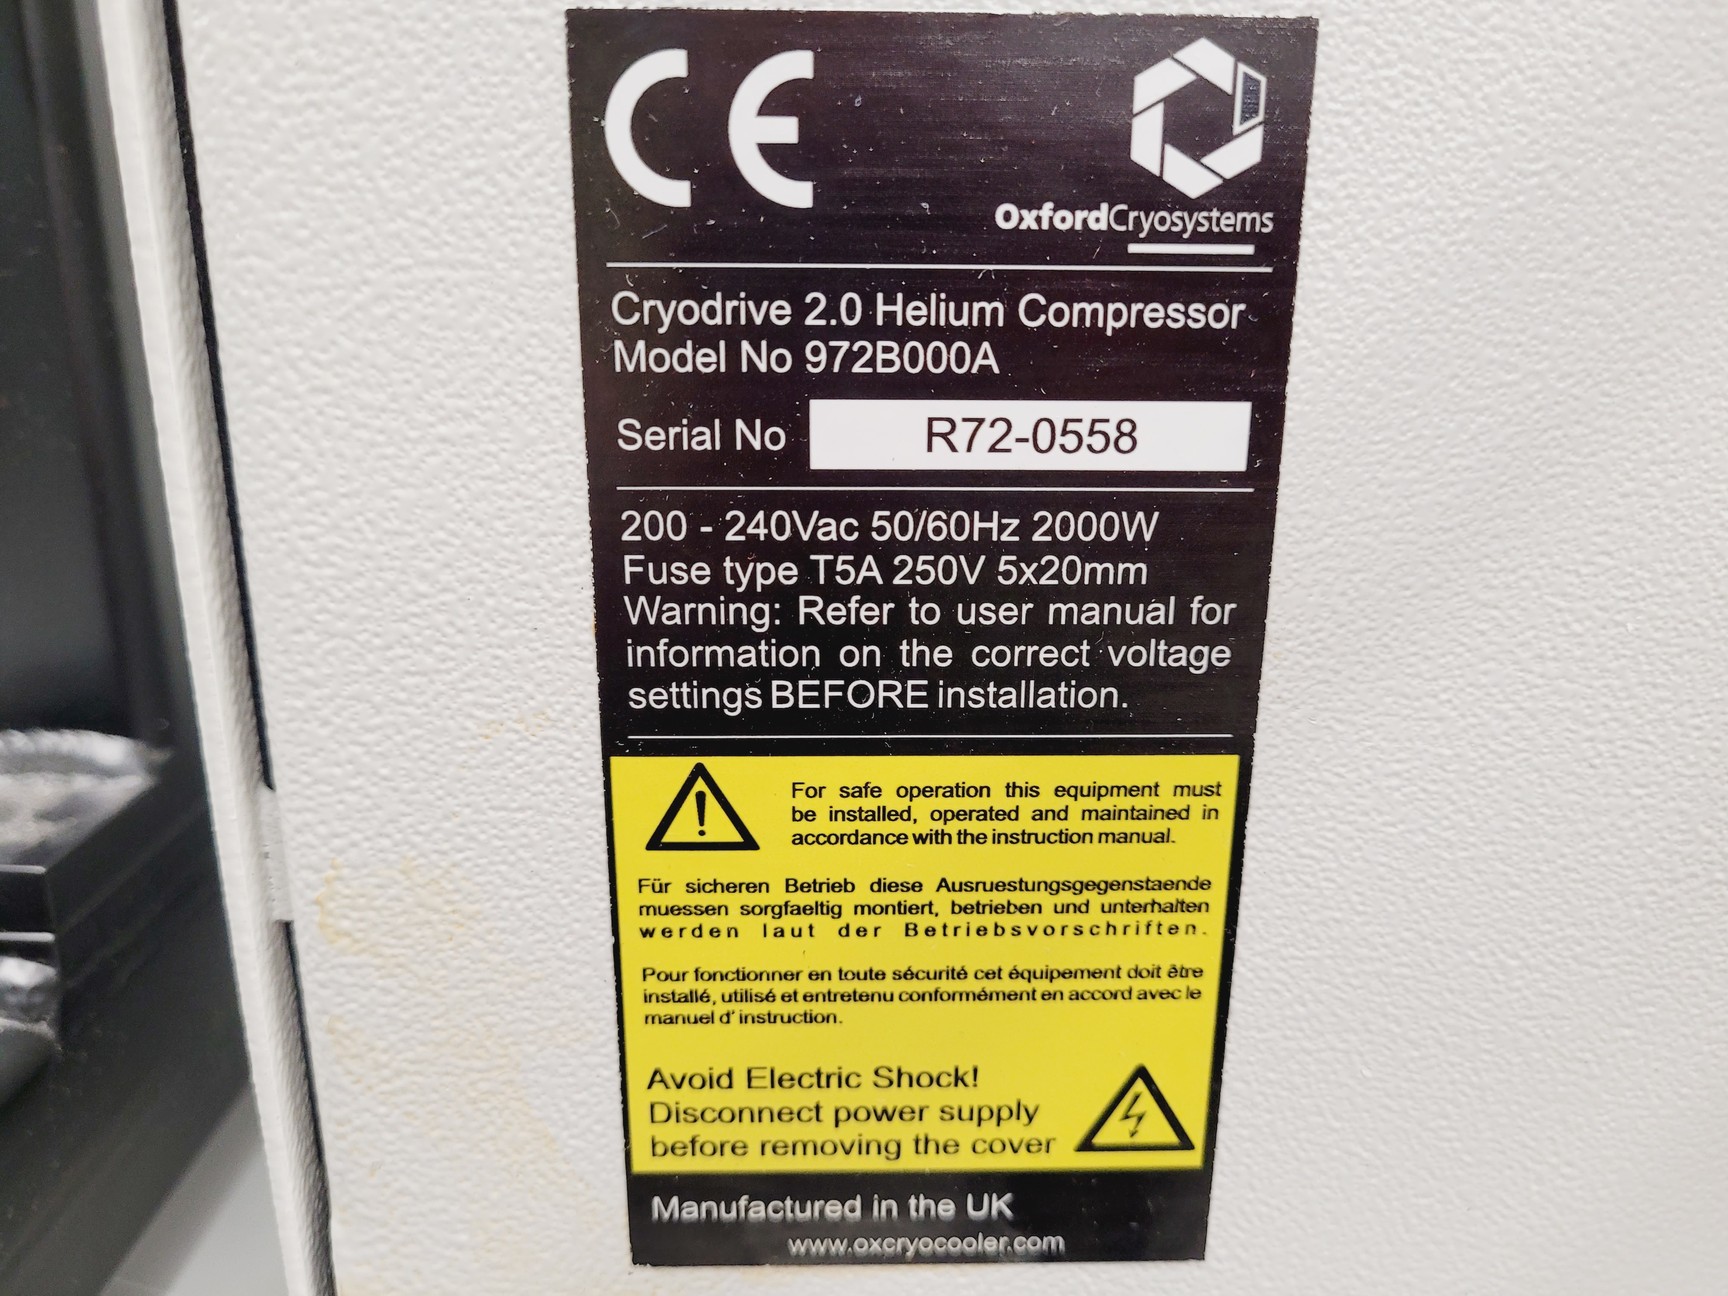 CE
OxfordCryosystems
Cryodrive 2.0 Helium Compressor
Model No 972B000A
Serial No R72-0558
200 - 240Vac 50/60Hz 2000W
Fuse type T5A 250V 5x20mm
Warning: Refer to user manual for
information on the correct voltage
settings BEFORE installation.
For safe operation this equipment must
be installed, operated and maintained in
accordance with the instruction manual.
Für sicheren Betrieb diese Ausruestungsgegenstaende
muessen sorgfaeltig montiert, betrieben und unterhalten
werden laut der Betriebsvorschriften.
Pour fonctionner en toute sécurité cet équipement doit être
installé, utilisé et entretenu conformément en accord avec le
manuel d' instruction.
Avoid Electric Shock!
Disconnect power supply
before removing the cover
Manufactured in the UK
www.oxcryocooler.com